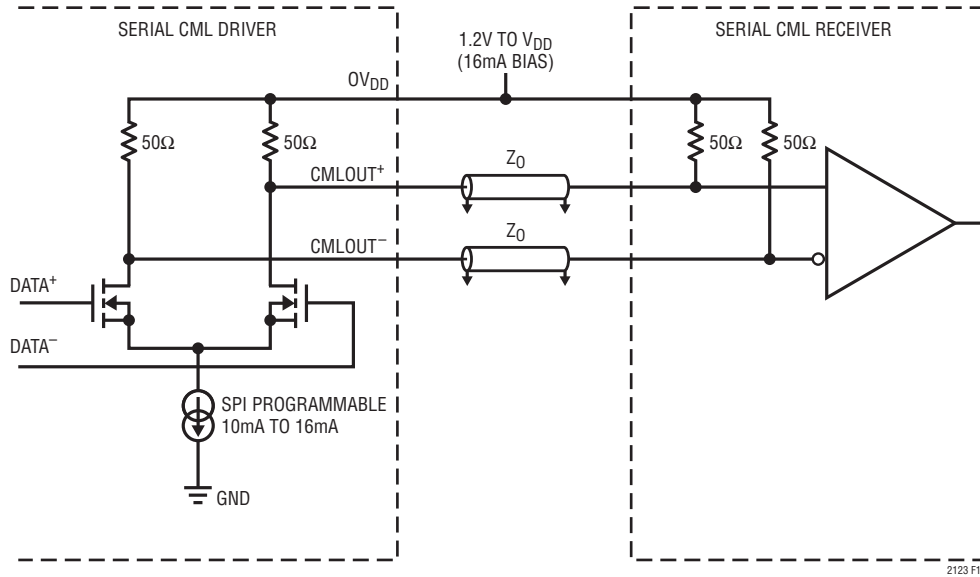 SERIAL CML DRIVER
1.2V TO VDD
(16mA BIAS)
SERIAL CML RECEIVER
OVDD
50Ω
50Ω
50Ω
50Ω
CMLOUT+
Z0
CMLOUT−
Z0
DATA+
DATA−
SPI PROGRAMMABLE
10mA TO 16mA
GND
2123 F1